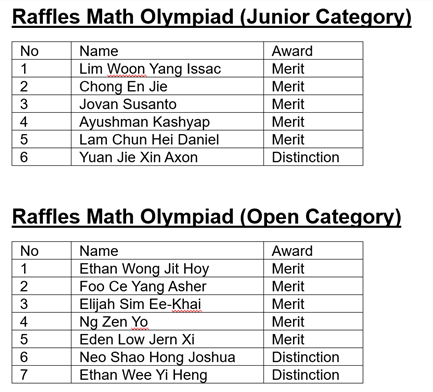 Raffles Math Olympiad (Junior Category)
No Name Award
1 Lim Woon Yang Issac Merit
2 Chong En Jie Merit
3 Jovan Susanto Merit
4 Ayushman Kashyap Merit
5 Lam Chun Hei Daniel Merit
6 Yuan Jie Xin Axon Distinction
Raffles Math Olympiad (Open Category)
No Name Award
1 Ethan Wong Jit Hoy Merit
2 Foo Ce Yang Asher Merit
3 Elijah Sim Ee-Khai Merit
4 Ng Zen Yo Merit
5 Eden Low Jern Xi Merit
6 Neo Shao Hong Joshua Distinction
7 Ethan Wee Yi Heng Distinction